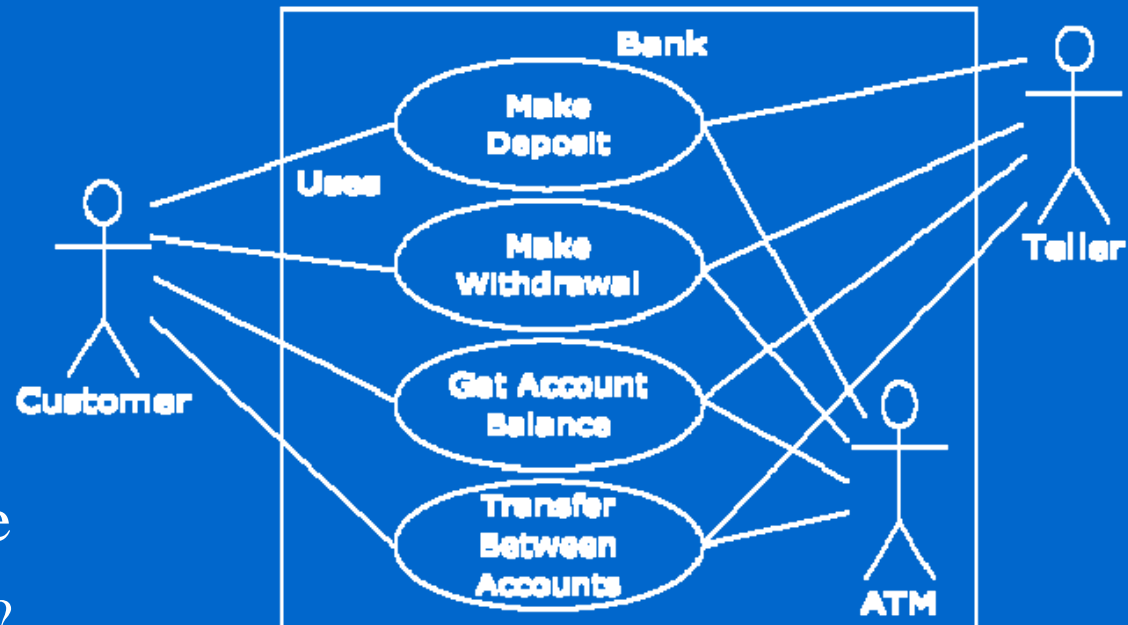 Bank
Make
Deposit
Uses
Make
Withdrawal
Teller
Get Account
Balance
Customer
Transfer
Between
Accounts
ATM
e
?